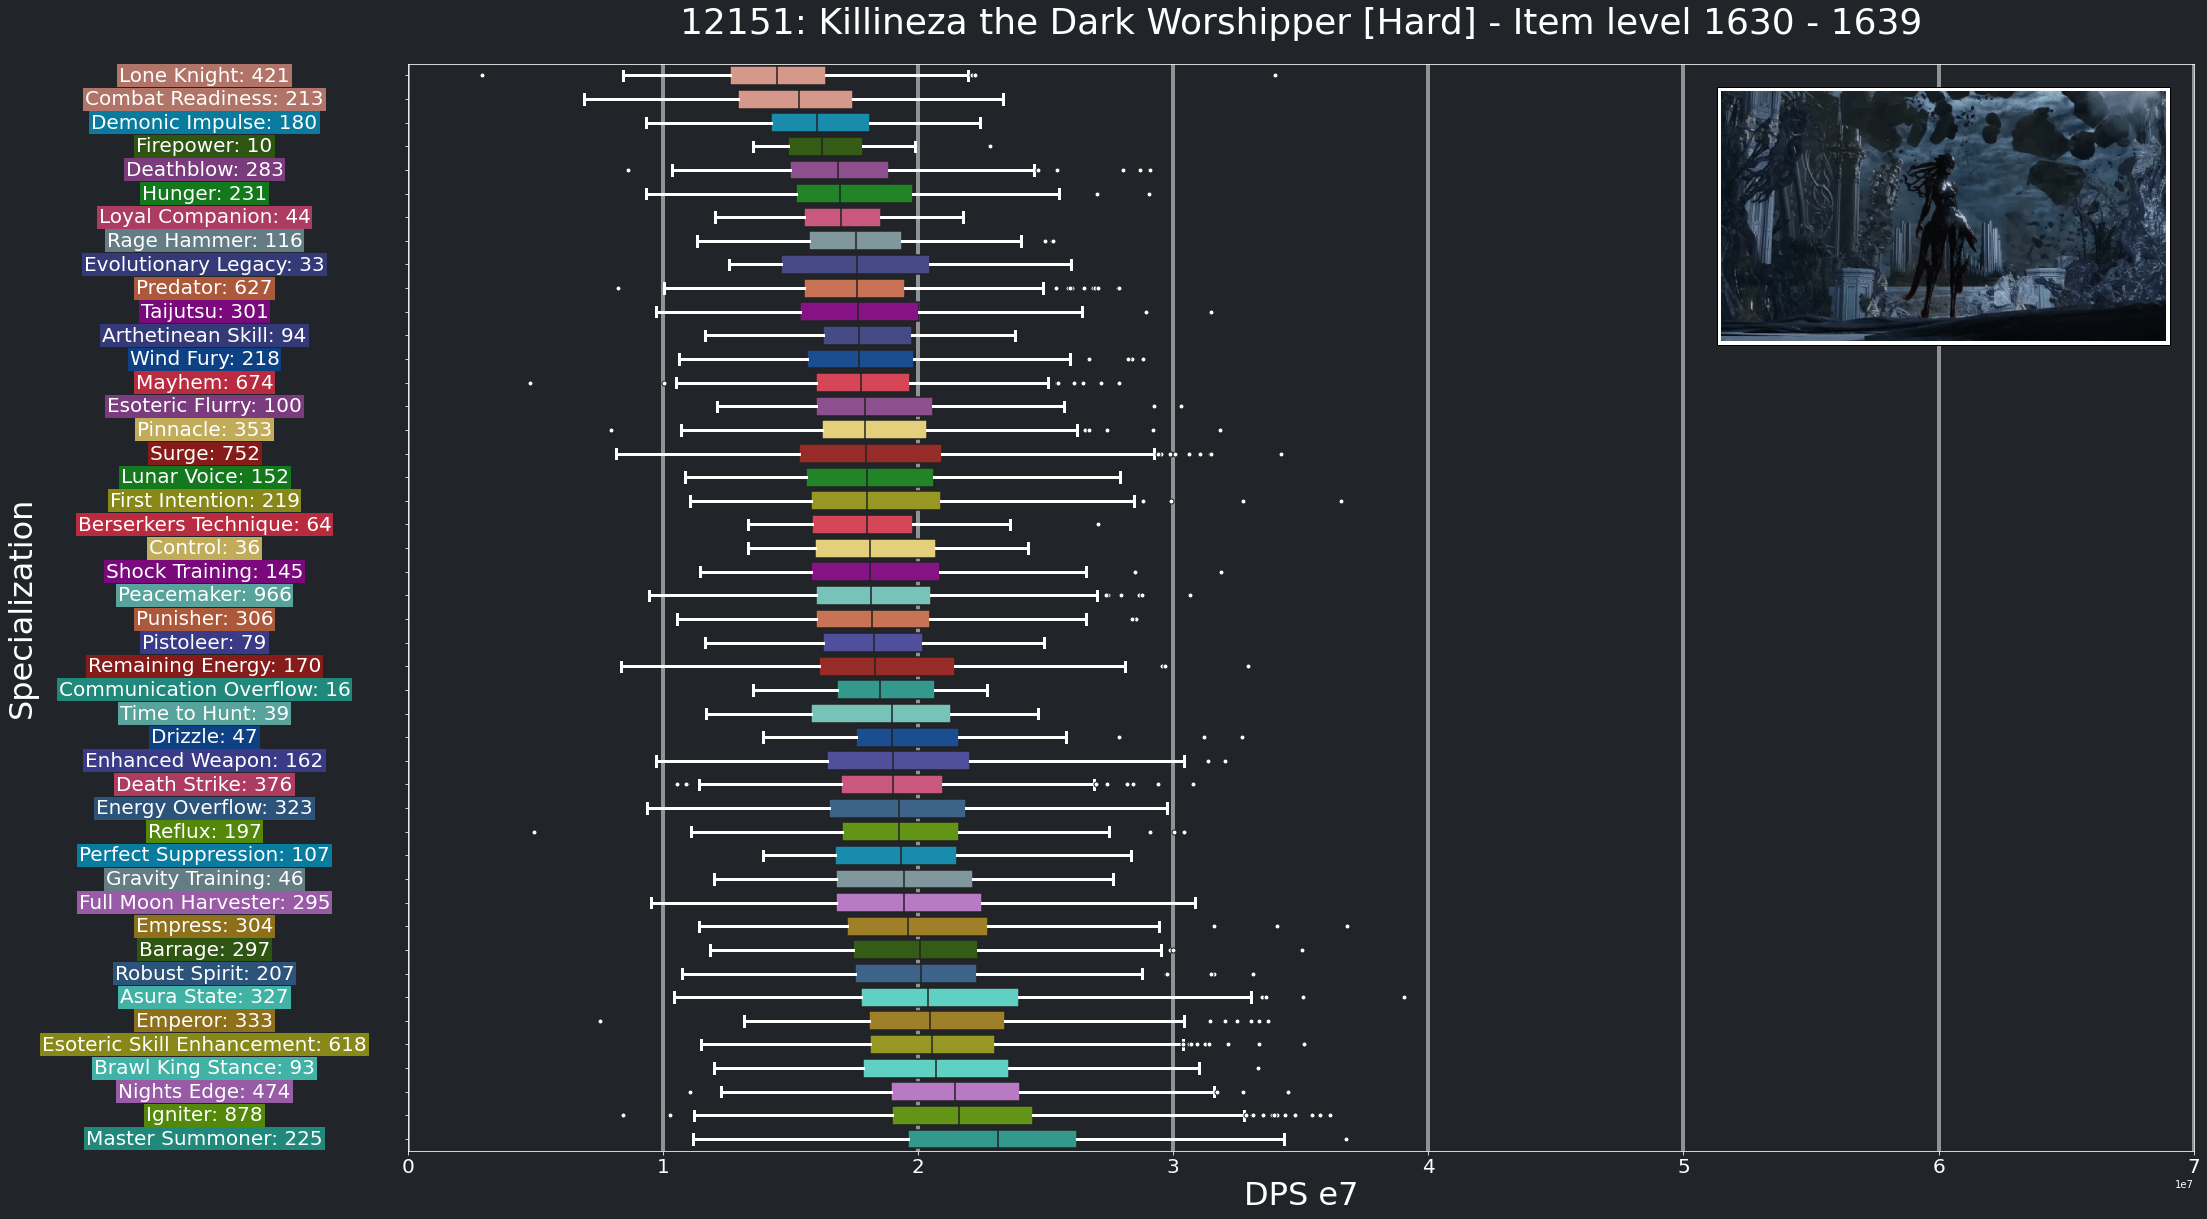 12151: Killineza the Dark Worshipper [Hard] - Item level 1630 - 1639
Specialization
Lone Knight: 421
Combat Readiness: 213
Demonic Impulse: 180
Firepower: 10
Deathblow: 283
Hunger: 231
Loyal Companion: 44
Rage Hammer: 116
Evolutionary Legacy: 33
Predator: 627
Taijutsu: 301
Arthetinean Skill: 94
Wind Fury: 218
Mayhem: 674
Esoteric Flurry: 100
Pinnacle: 353
Surge: 752
Lunar Voice: 152
First Intention: 219
Berserkers Technique: 64
Control: 36
Shock Training: 145
Peacemaker: 966
Punisher: 306
Pistoleer: 79
Remaining Energy: 170
Communication Overflow: 16
Time to Hunt: 39
Drizzle: 47
Enhanced Weapon: 162
Death Strike: 376
Energy Overflow: 323
Reflux: 197
Perfect Suppression: 107
Gravity Training: 46
Full Moon Harvester: 295
Empress: 304
Barrage: 297
Robust Spirit: 207
Asura State: 327
Emperor: 333
Esoteric Skill Enhancement: 618
Brawl King Stance: 93
Nights Edge: 474
Igniter: 878
Master Summoner: 225
0 1 2 3 4 5 6 7
1e7
DPS e7